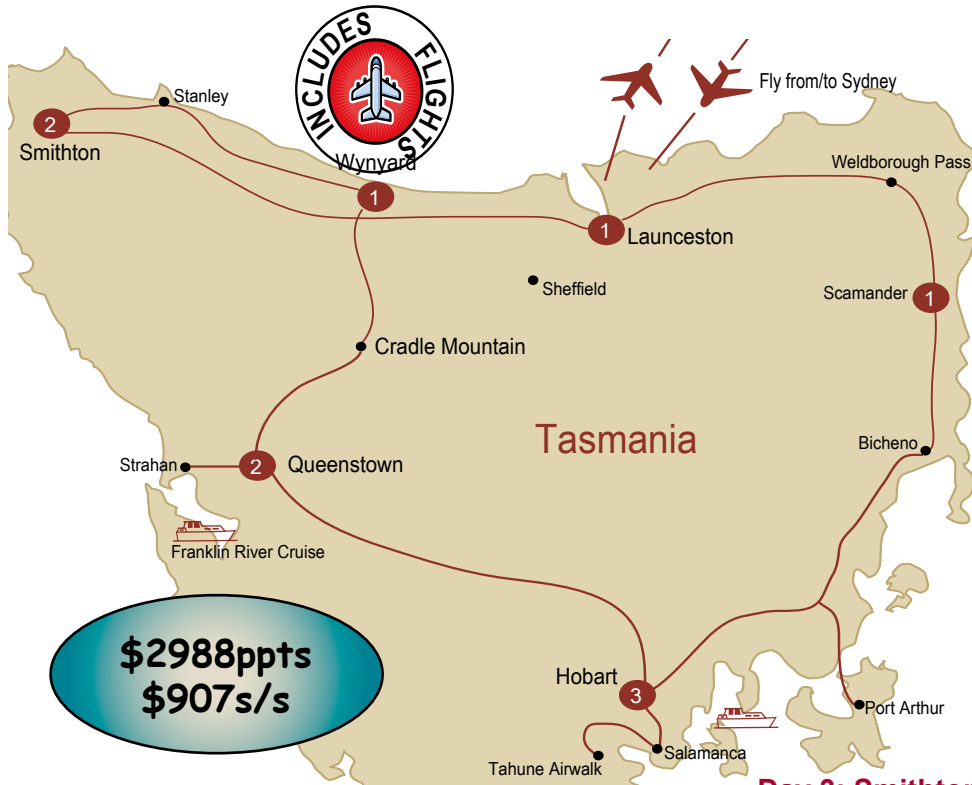 INCLUDES FLIGHTS
Fly from/to Sydney
Stanley
2
Smithton
Wynyard
1
Weldborough Pass
1
Launceston
Sheffield
Scamander
1
Cradle Mountain
Tasmania
Bicheno
Strahan
2
Queenstown
Franklin River Cruise
$2988ppts
$907s/s
Hobart
3
Port Arthur
Salamanca
Tahune Airwalk